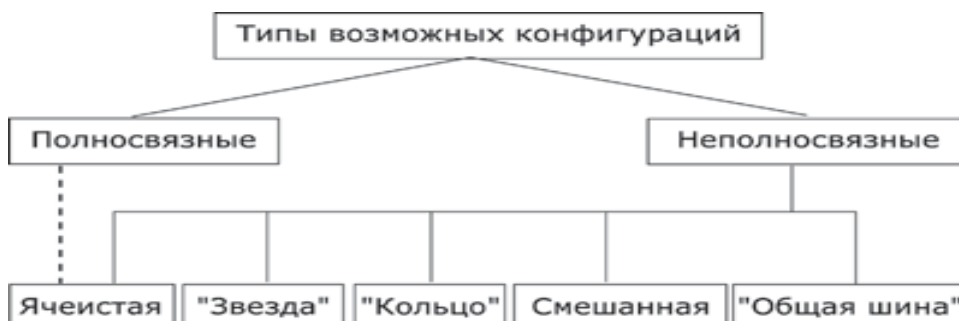 Типы возможных конфигураций
Полносвязные
Неполносвязные
Ячеистая
"Звезда"
"Кольцо"
Смешанная
"Общая шина"